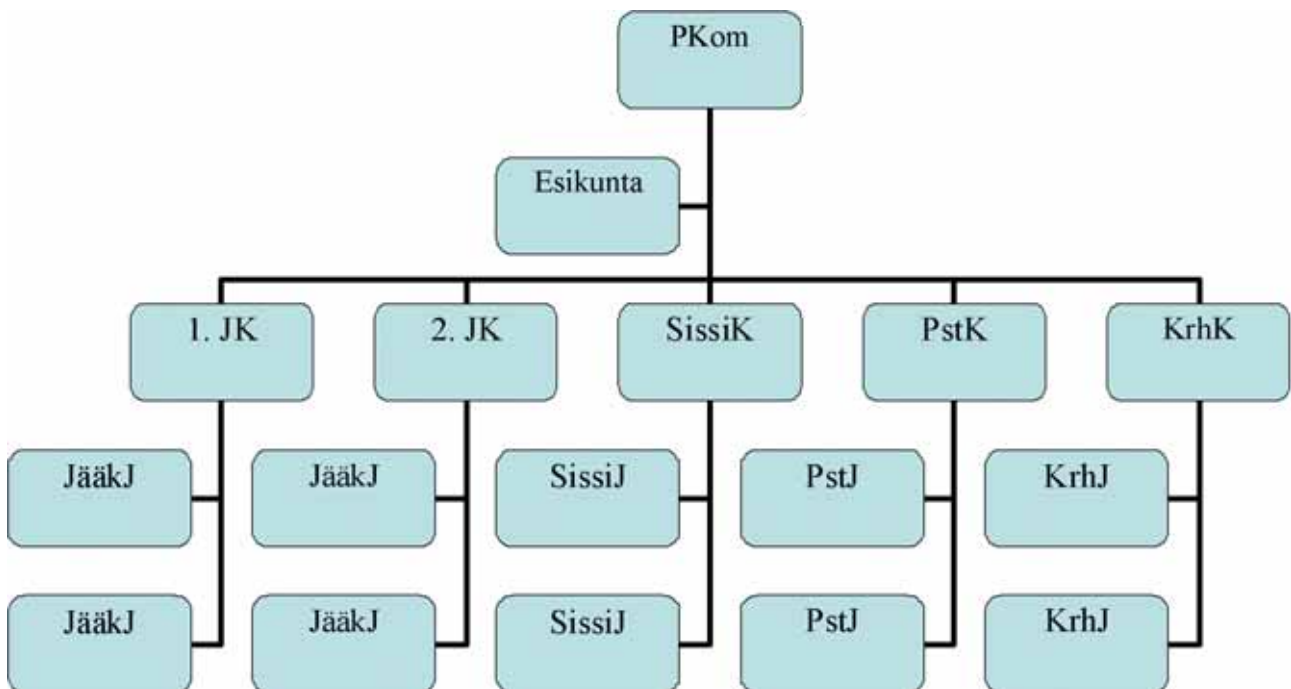 PKom
Esikunta
1. JK
2. JK
SissiK
PstK
KrhK
JääkJ
JääkJ
SissiJ
PstJ
KrhJ
JääkJ
JääkJ
SissiJ
PstJ
KrhJ